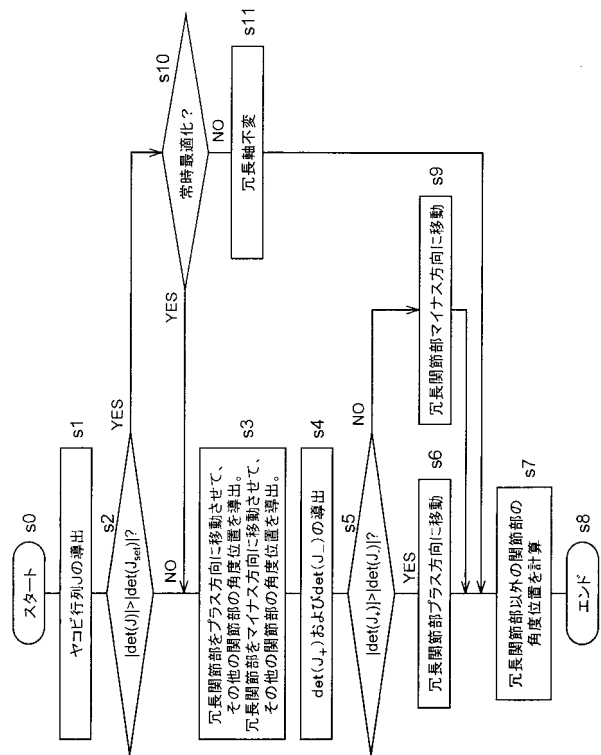 スタート
s0
ヤコビ行列Jの導出
s1
|det(J)|>|det(Jset)|?
s2
YES
NO
常時最適化?
s10
YES
NO
冗長軸不変
s11
冗長関節部をプラス方向に移動させて、
その他の関節部の角度位置を導出。
冗長関節部をマイナス方向に移動させて、
その他の関節部の角度位置を導出。
s3
det(J+)およびdet(J−)の導出
s4
|det(J+)|>|det(J-)|?
s5
YES
NO
冗長関節部プラス方向に移動
s6
冗長関節部マイナス方向に移動
s9
冗長関節部以外の関節部の
角度位置を計算
s7
エンド
s8